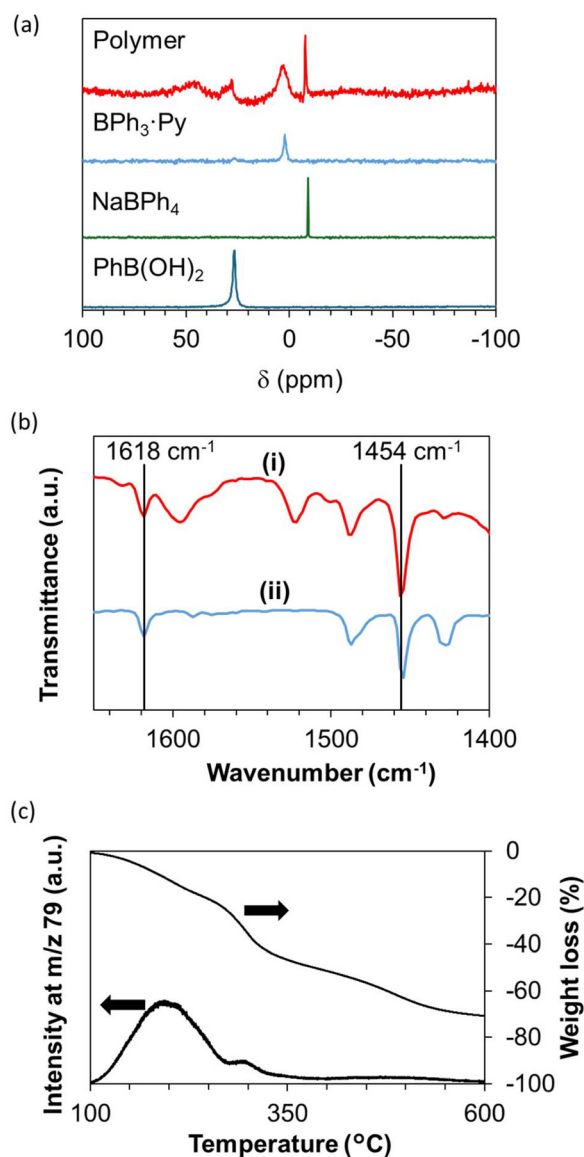 (a)
Polymer
BPh₃·Py
NaBPh₄
PhB(OH)₂
100 50 0 -50 -100
δ (ppm)
(b)
1618 cm⁻¹ 1454 cm⁻¹
(i)
(ii)
Transmittance (a.u.)
1600 1500 1400
Wavenumber (cm⁻¹)
(c)
Intensity at m/z 79 (a.u.)
0
-20
-40
-60
-80
-100
Weight loss (%)
100 350 600
Temperature (°C)